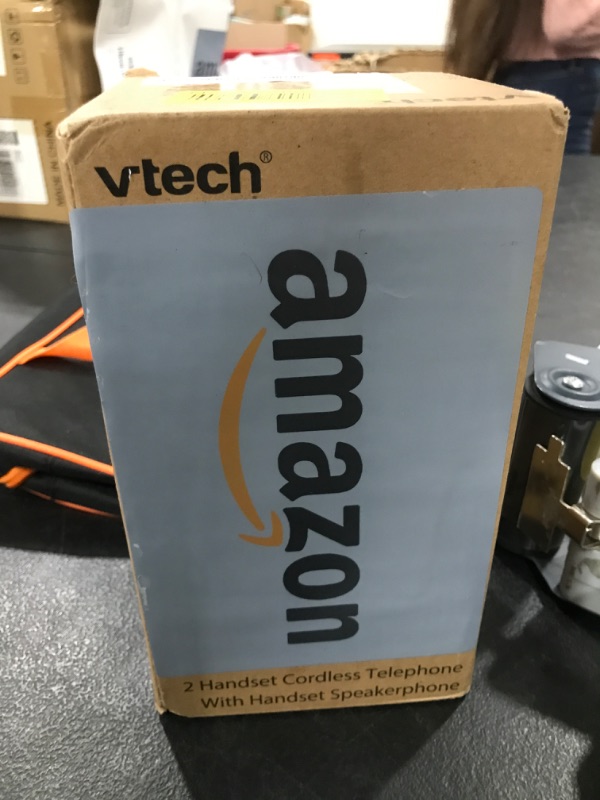 vtech®
amazon
2 Handset Cordless Telephone
With Handset Speakerphone